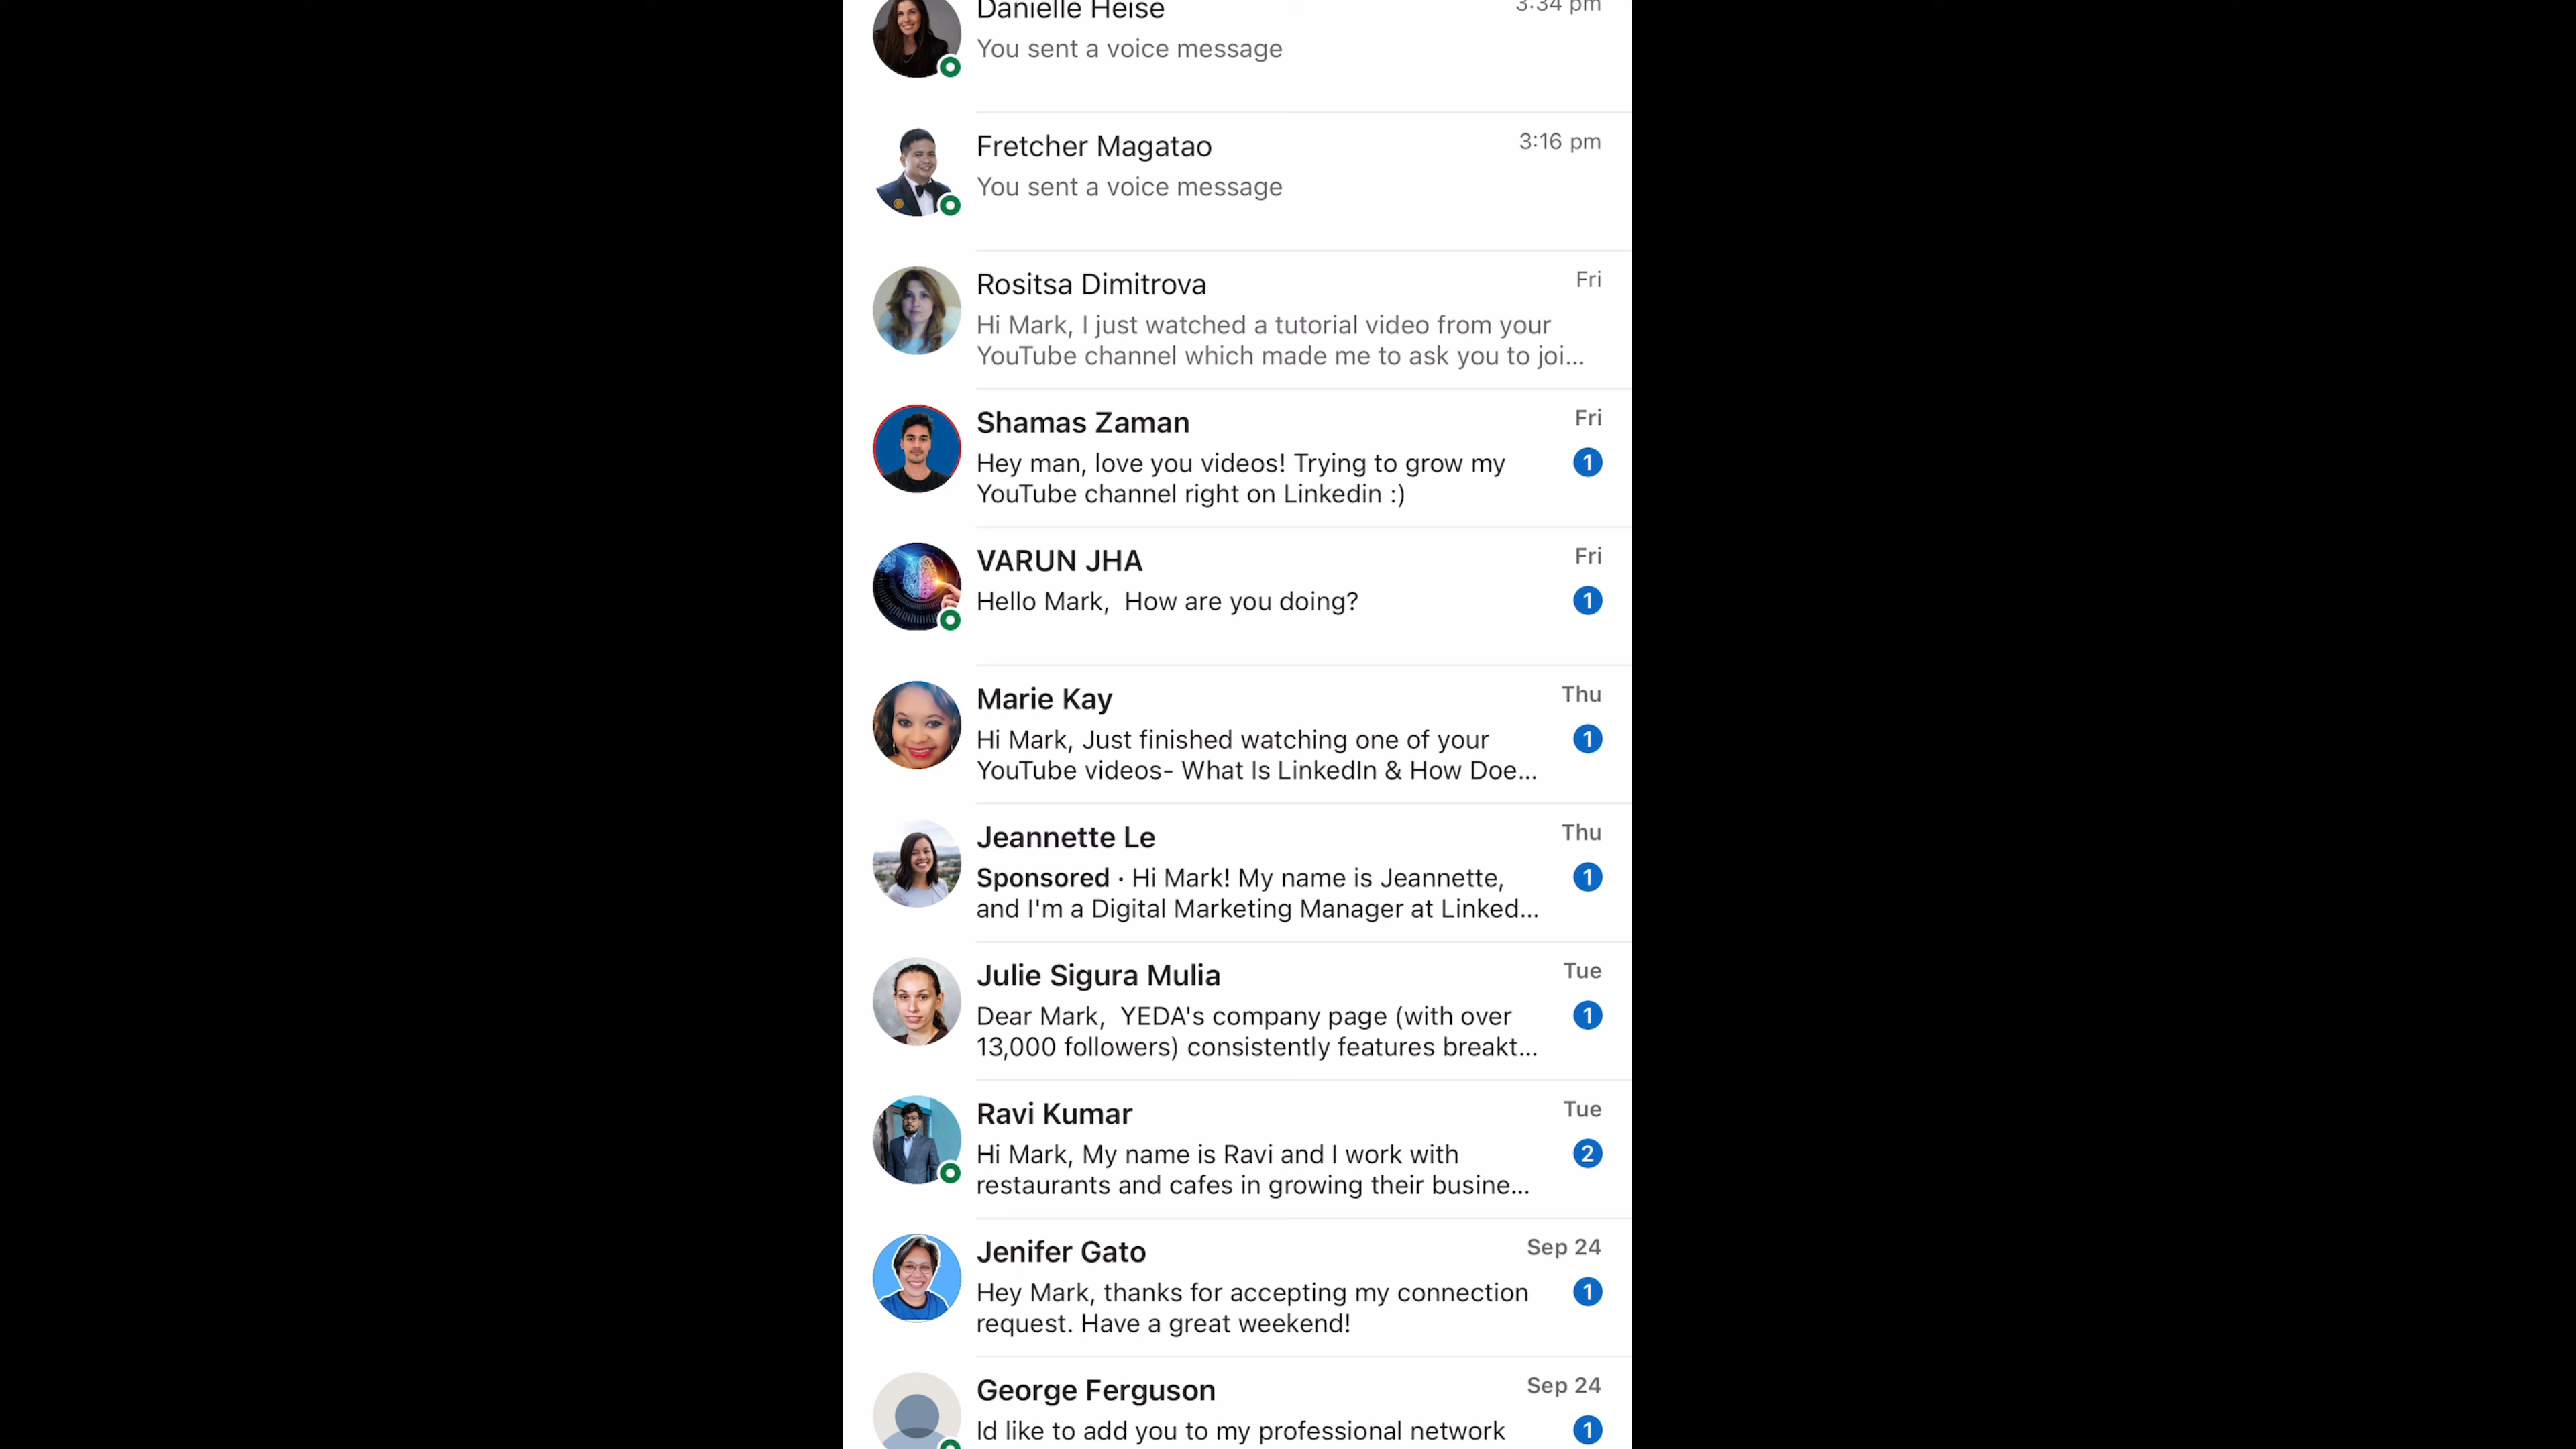 Danielle Heise
3:34 pm
You sent a voice message
Fretcher Magatao
3:16 pm
You sent a voice message
Rositsa Dimitrova
Fri
Hi Mark, I just watched a tutorial video from your
YouTube channel which made me to ask you to joi...
Shamas Zaman
Fri
Hey man, love you videos! Trying to grow my
1
YouTube channel right on Linkedin :)
VARUN JHA
Fri
Hello Mark,  How are you doing?
1
Marie Kay
Thu
Hi Mark, Just finished watching one of your
1
YouTube videos- What Is LinkedIn & How Doe...
Jeannette Le
Thu
Sponsored · Hi Mark! My name is Jeannette,
1
and I'm a Digital Marketing Manager at Linked...
Julie Sigura Mulia
Tue
Dear Mark,  YEDA's company page (with over
1
13,000 followers) consistently features breakt...
Ravi Kumar
Tue
Hi Mark, My name is Ravi and I work with
2
restaurants and cafes in growing their busine...
Jenifer Gato
Sep 24
Hey Mark, thanks for accepting my connection
1
request. Have a great weekend!
George Ferguson
Sep 24
Id like to add you to my professional network
1